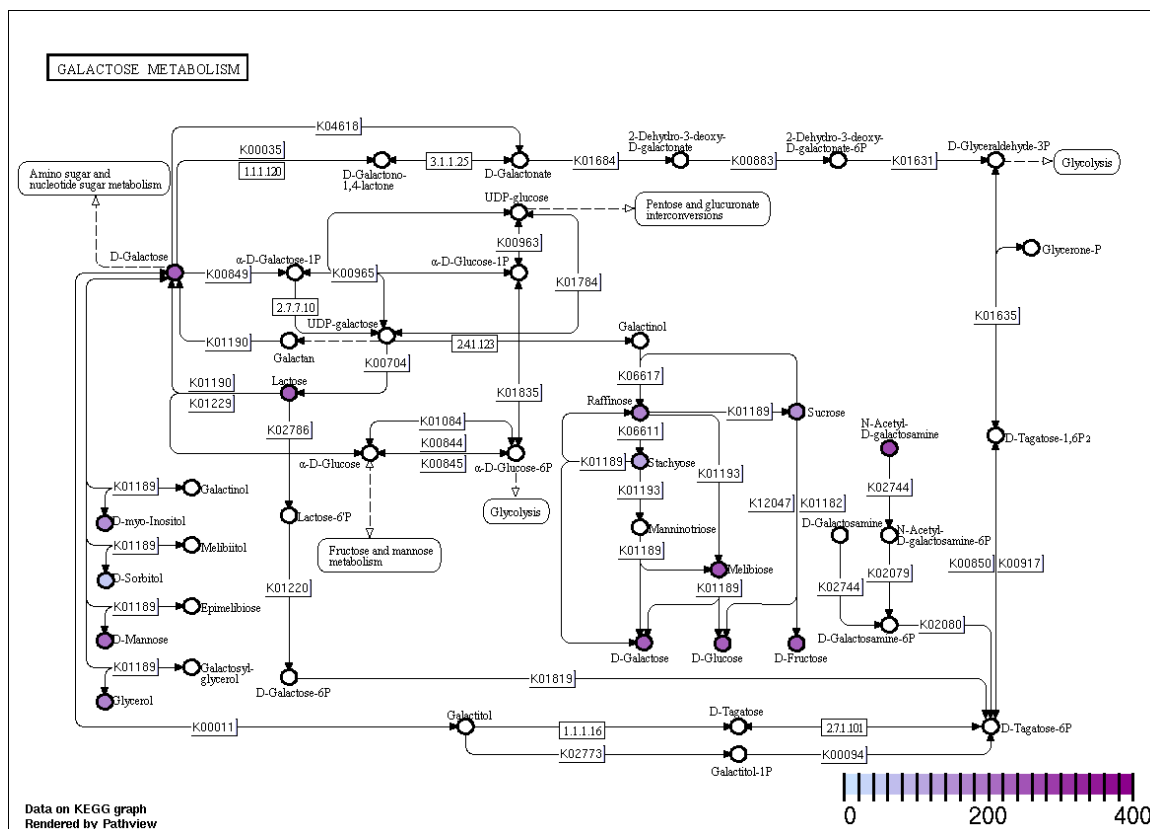 GALACTOSE METABOLISM
K04618
K00035
1.1.1.120
D-Galactono-
1,4-lactone
3.1.1.25
D-Galactonate
K01684
2-Dehydro-3-deoxy-
D-galactonate
K00883
2-Dehydro-3-deoxy-
D-galactonate-6P
K01631
D-Glyceraldehyde-3P
Glycolysis
Amino sugar and
nucleotide sugar metabolism
UDP-glucose
Pentose and glucuronate
interconversions
K00963
D-Galactose
K00849
α-D-Galactose-1P
K00965
α-D-Glucose-1P
K01784
Glycerone-P
2.7.7.10
UDP-galactose
K01635
K01190
Galactan
2.4.1.123
Galactinol
K00704
K01190
K01229
Lactose
K01835
K06617
K02786
K01084
K00844
K00845
α-D-Glucose
α-D-Glucose-6P
Raffinose
K01189
Sucrose
K06611
K01189
Stachyose
K01193
K01193
N-Acetyl-
D-galactosamine
D-Tagatose-1,6P2
K02744
K01189
Galactinol
D-myo-Inositol
Lactose-6'P
Glycolysis
Manninotriose
K12047
K01182
D-Galactosamine
N-Acetyl-
D-galactosamine-6P
K01189
Melibiitol
D-Sorbitol
Fructose and mannose
metabolism
K01189
Melibiose
K01189
K02744
K02079
K00850
K00917
K01220
K01189
Epimelibiose
D-Mannose
D-Galactosamine-6P
K02080
D-Galactose
D-Glucose
D-Fructose
K01189
Galactosyl-
glycerol
Glycerol
D-Galactose-6P
K01819
K00011
Galactitol
1.1.1.16
D-Tagatose
2.7.1.101
D-Tagatose-6P
K02773
Galactitol-1P
K00094
0 200 400
Data on KEGG graph
Rendered by Pathview